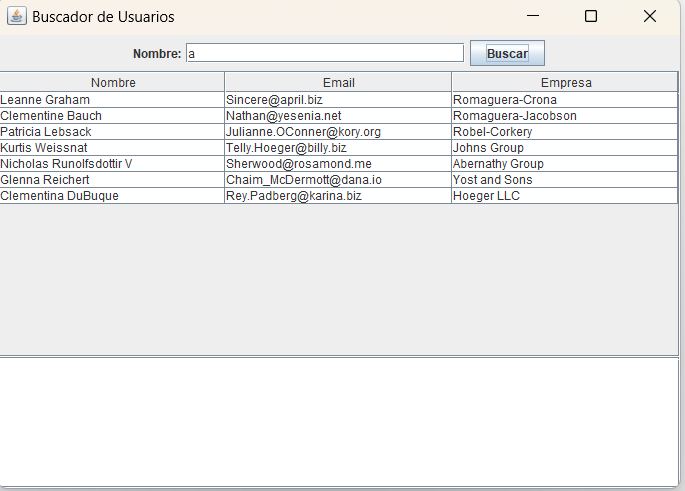 Buscador de Usuarios
Nombre: a Buscar
Nombre Email Empresa
Leanne Graham Sincere@april.biz Romaguera-Crona
Clementine Bauch Nathan@yesenia.net Romaguera-Jacobson
Patricia Lebsack Julianne.OConner@kory.org Robel-Corkery
Kurtis Weissnat Telly.Hoeger@billy.biz Johns Group
Nicholas Runolfsdottir V Sherwood@rosamond.me Abernathy Group
Glenna Reichert Chaim_McDermott@dana.io Yost and Sons
Clementina DuBuque Rey.Padberg@karina.biz Hoeger LLC